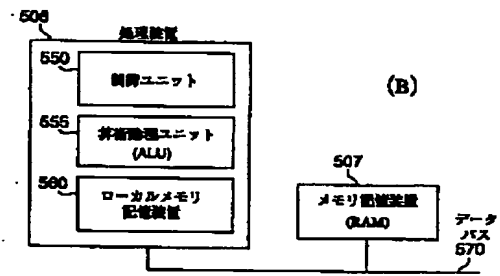 508
処理装置
550
制御ユニット
(B)
555
算術論理ユニット
(ALU)
507
560
ローカルメモリ
記憶装置
メモリ記憶装置
(RAM)
データ
バス
570